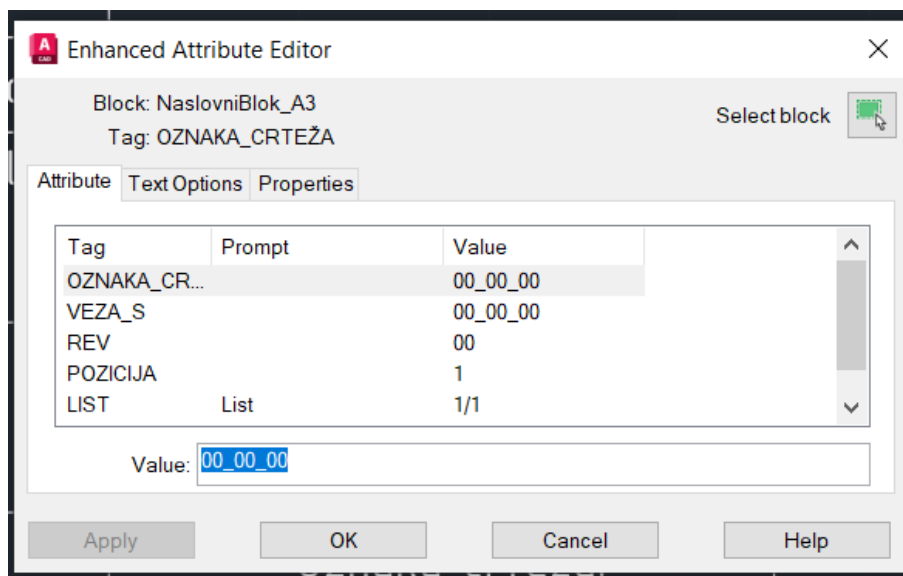 Enhanced Attribute Editor
Block: NaslovniBlok_A3
Select block
Tag: OZNAKA_CRTEŽA
Attribute Text Options Properties
Tag Prompt Value
OZNAKA_CR... 00_00_00
VEZA_S 00_00_00
REV 00
POZICIJA 1
LIST List 1/1
Value: 00_00_00
Apply OK Cancel Help